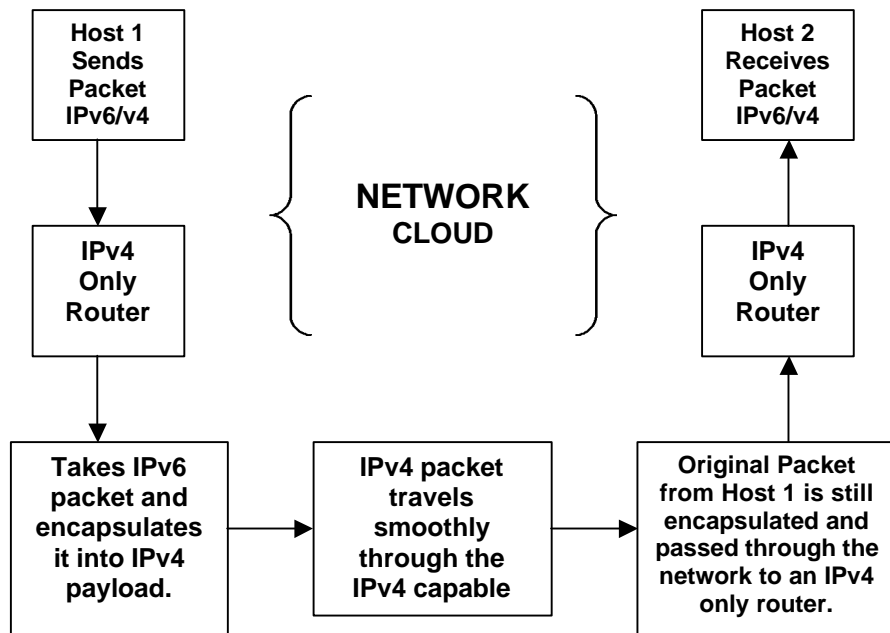 Host 1
Sends
Packet
IPv6/v4
IPv4
Only
Router
Takes IPv6
packet and
encapsulates
it into IPv4
payload.
IPv4 packet
travels
smoothly
through the
IPv4 capable
Original Packet
from Host 1 is still
encapsulated and
passed through the
network to an IPv4
only router.
IPv4
Only
Router
Host 2
Receives
Packet
IPv6/v4
NETWORK
CLOUD